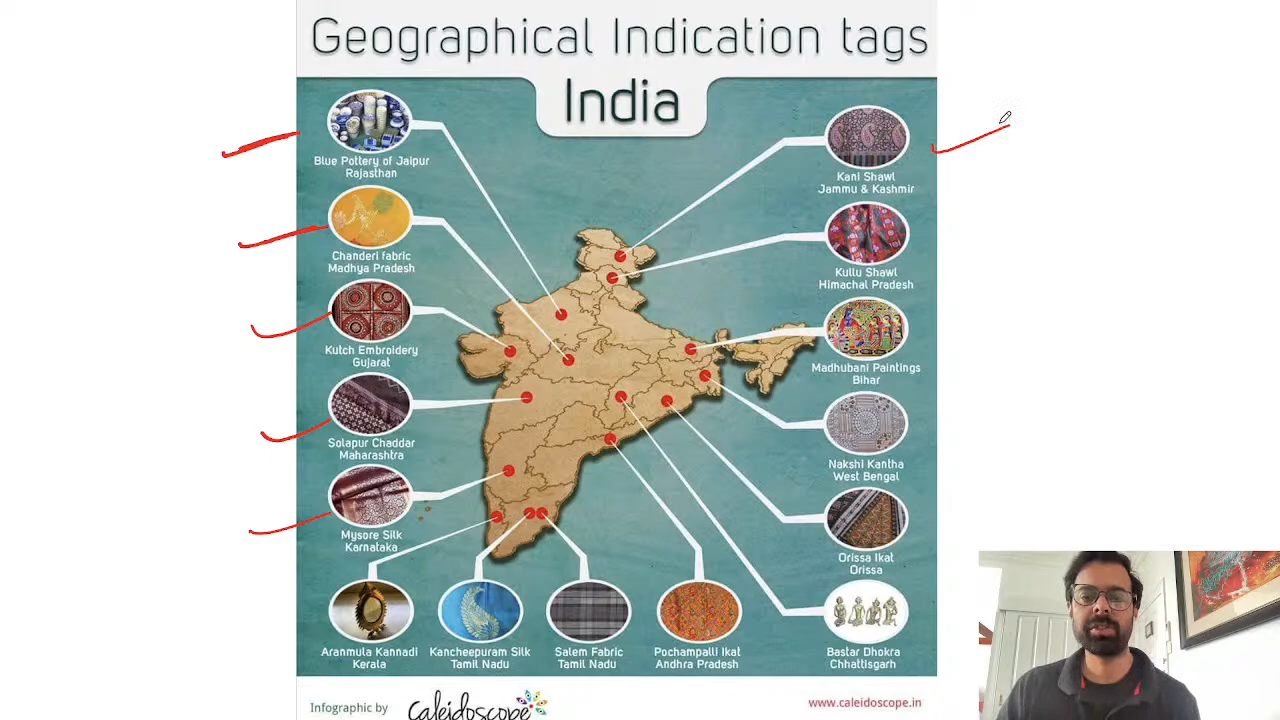 Geographical Indication tags
India
Blue Pottery of Jaipur
Rajasthan
Chanderi fabric
Madhya Pradesh
Kutch Embroidery
Gujarat
Solapur Chaddar
Maharashtra
Mysore Silk
Karnataka
Aranmula Kannadi
Kerala
Kancheepuram Silk
Tamil Nadu
Salem Fabric
Tamil Nadu
Pochampalli Ikat
Andhra Pradesh
Kani Shawl
Jammu & Kashmir
Kullu Shawl
Himachal Pradesh
Madhubani Paintings
Bihar
Nakshi Kantha
West Bengal
Orissa Ikat
Orissa
Bastar Dhokra
Chhattisgarh
Infographic by caleidoscope
www.caleidoscope.in